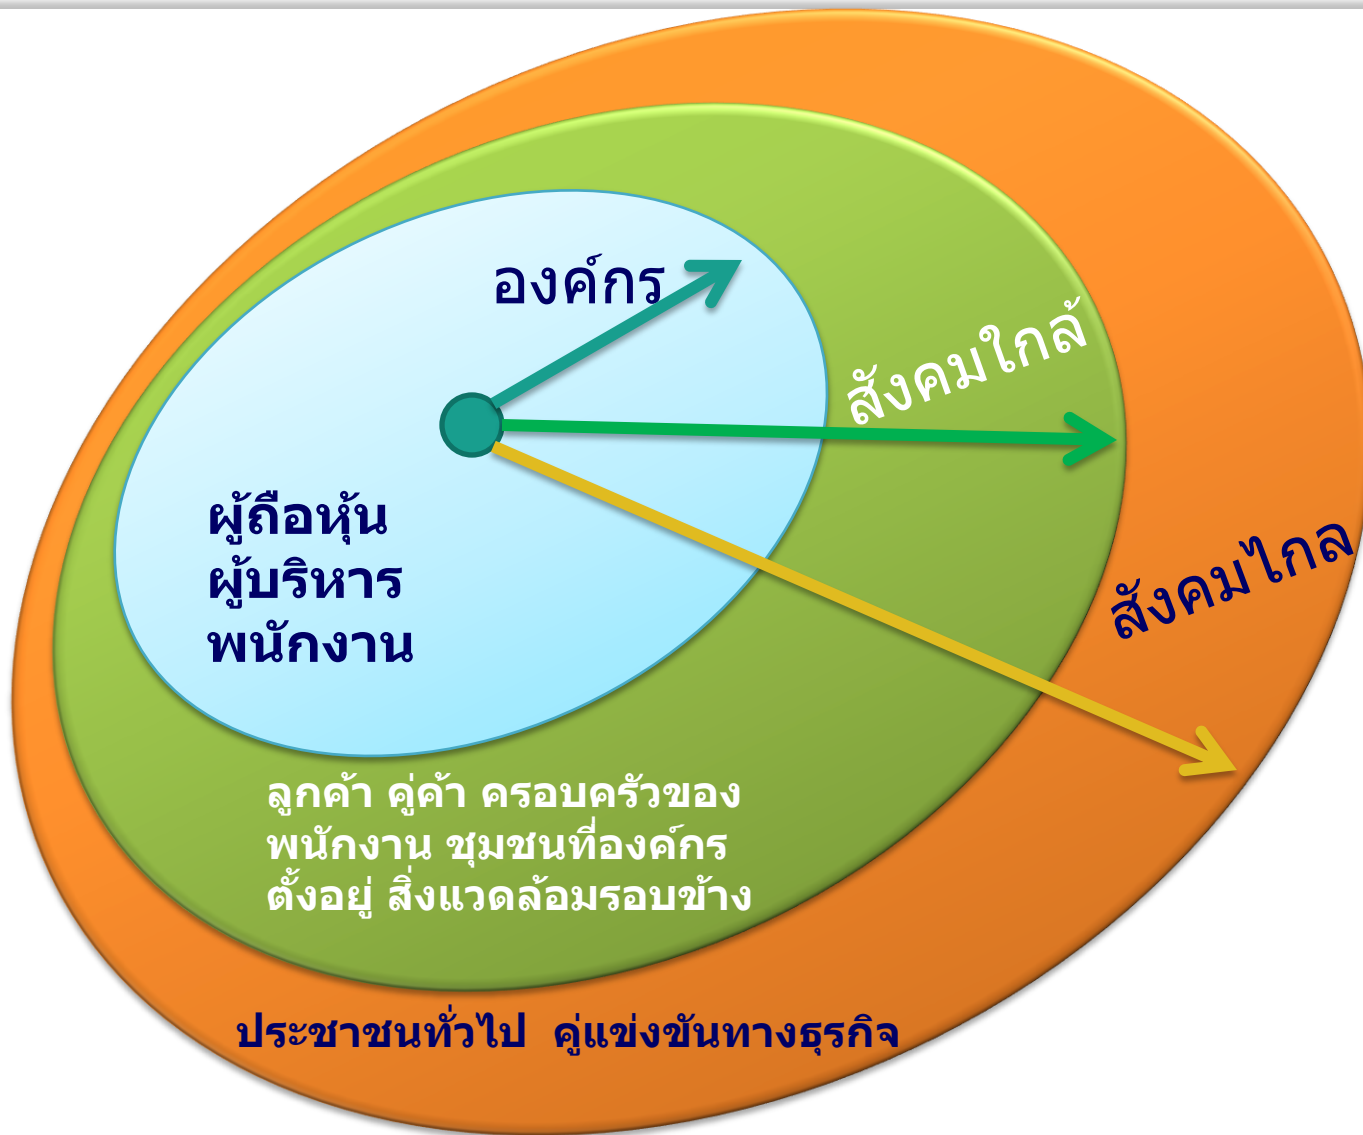 องค์กร
สังคมใกล้
สังคมไกล
ผู้ถือหุ้น
ผู้บริหาร
พนักงาน
ลูกค้า คู่ค้า ครอบครัวของ
พนักงาน ชุมชนที่องค์กร
ตั้งอยู่ สิ่งแวดล้อมรอบข้าง
ประชาชนทั่วไป คู่แข่งขันทางธุรกิจ